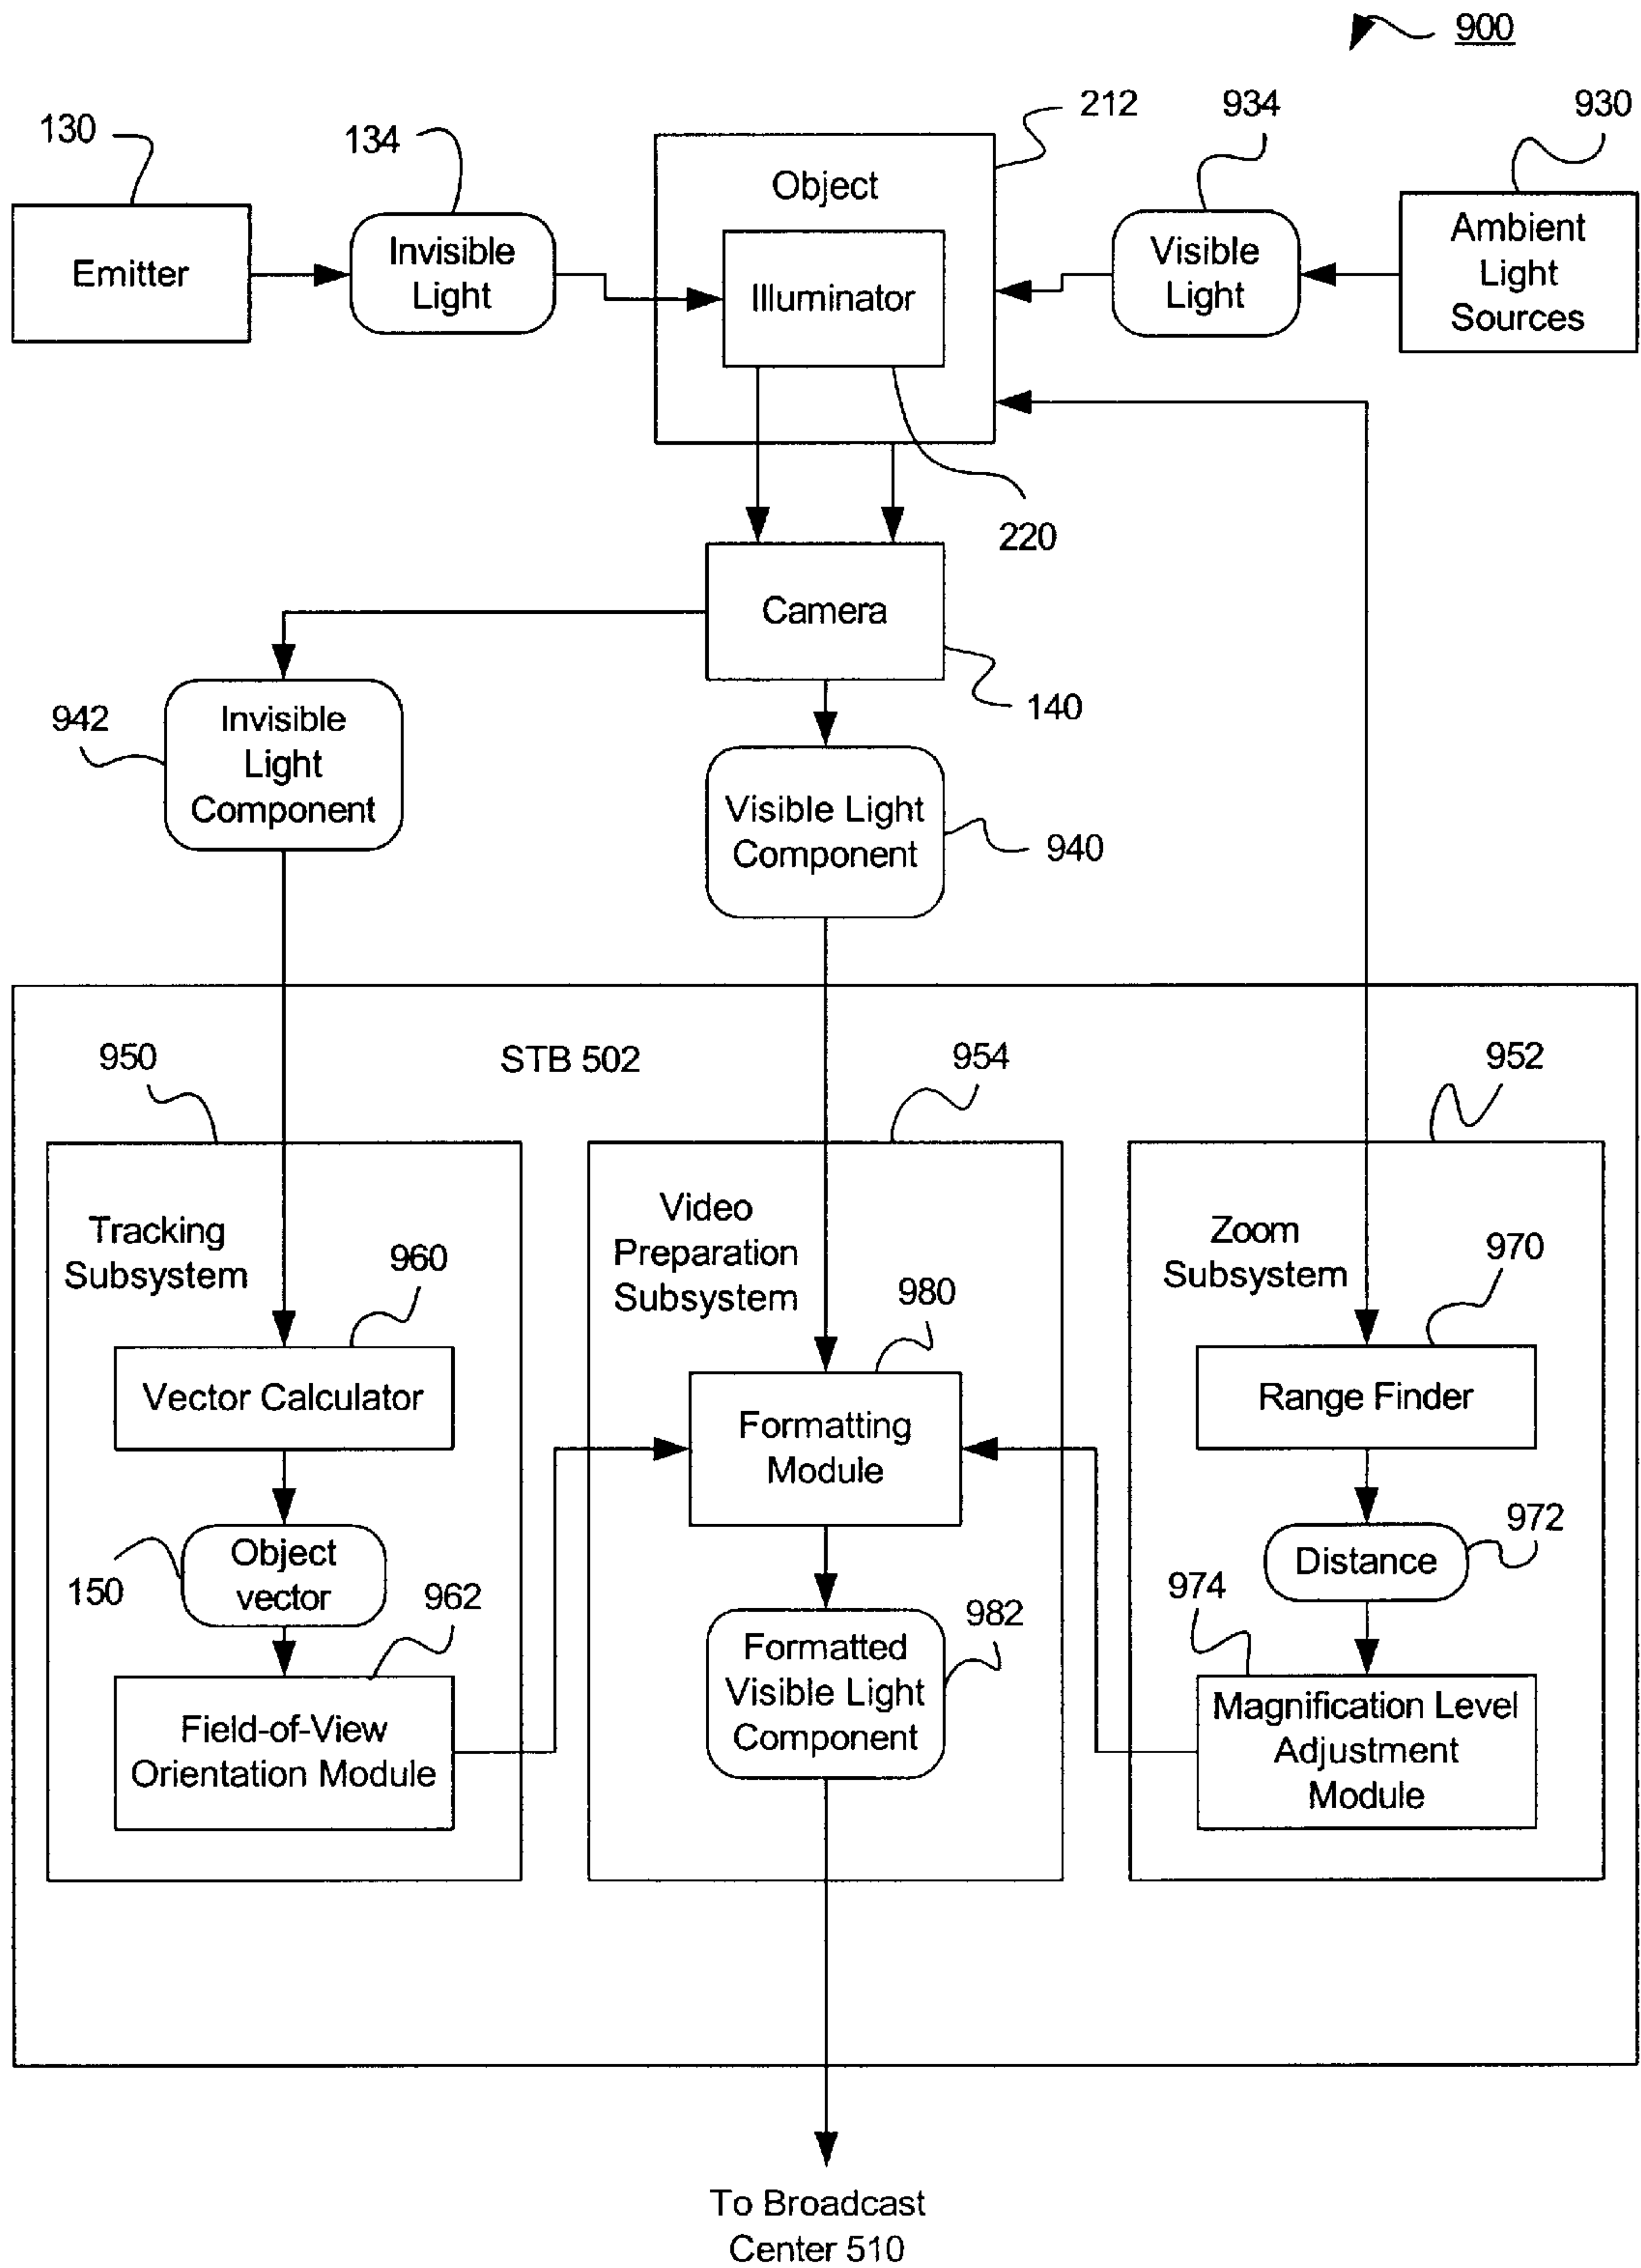 900
130
134
212
934
930
Object
Emitter
Invisible
Light
Illuminator
Visible
Light
Ambient
Light
Sources
220
Camera
140
942
Invisible
Light
Component
Visible Light
Component
940
STB 502
950
954
952
Tracking
Subsystem
960
Video
Preparation
Subsystem
980
Zoom
Subsystem
970
Vector Calculator
Formatting
Module
Range Finder
150
Object
vector
962
982
Distance
972
974
Field-of-View
Orientation Module
Formatted
Visible Light
Component
Magnification Level
Adjustment
Module
To Broadcast
Center 510